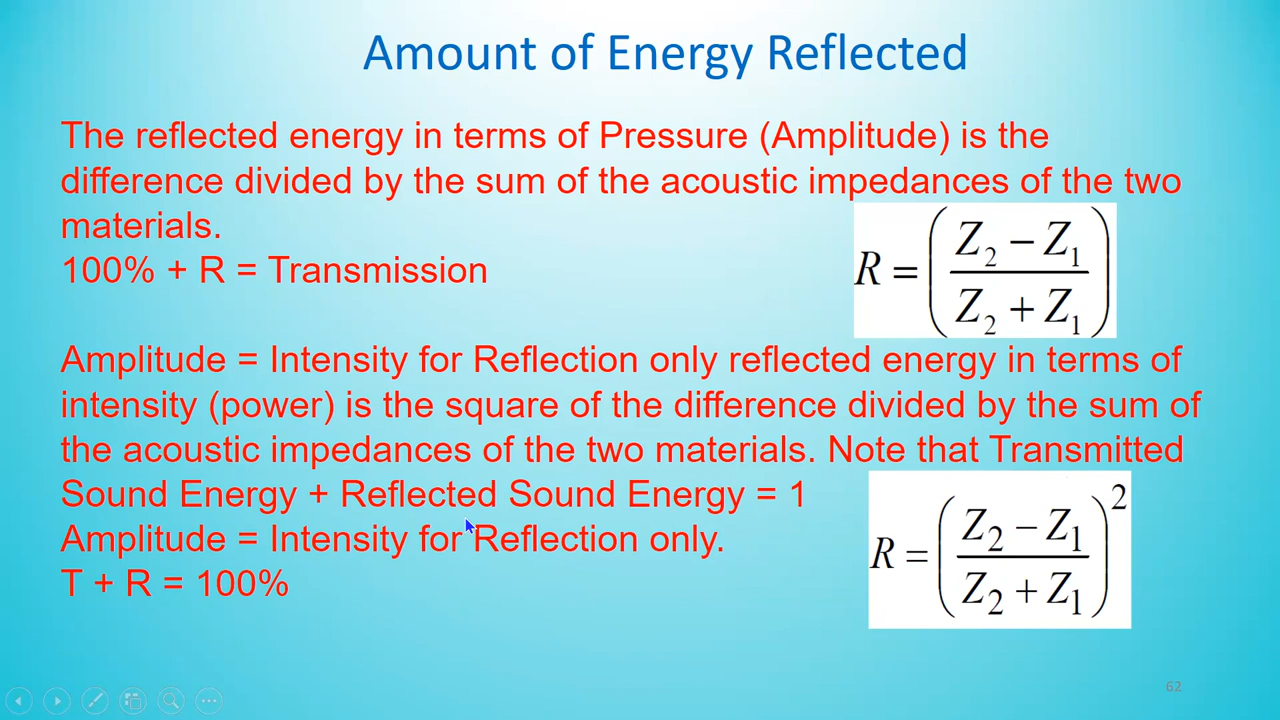 Amount of Energy Reflected
The reflected energy in terms of Pressure (Amplitude) is the
difference divided by the sum of the acoustic impedances of the two
materials.
100% + R = Transmission
R = (Z₂ − Z₁ / Z₂ + Z₁)
Amplitude = Intensity for Reflection only reflected energy in terms of
intensity (power) is the square of the difference divided by the sum of
the acoustic impedances of the two materials. Note that Transmitted
Sound Energy + Reflected Sound Energy = 1
Amplitude = Intensity for Reflection only.
T + R = 100%
R = (Z₂ − Z₁ / Z₂ + Z₁)²
62